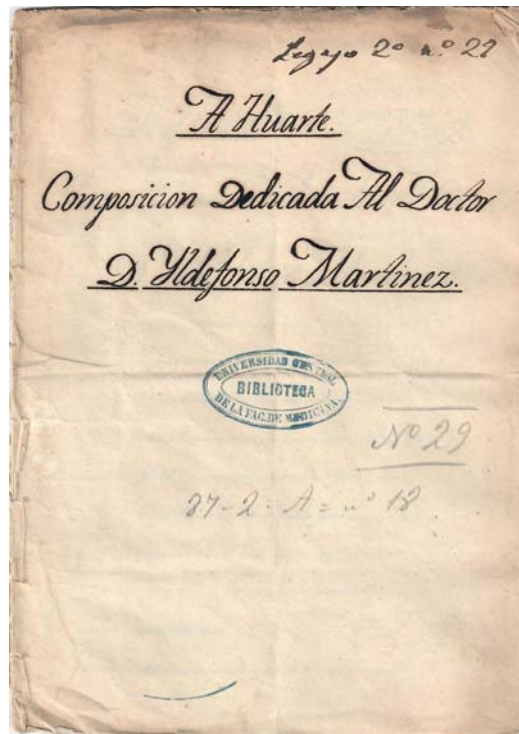 Legajo 2º n.º 22
A Huarte.
Composicion Dedicada Al Doctor
D. Yldefonso Martinez.
UNIVERSIDAD CENTRAL
BIBLIOTECA
DE LA FAC. DE MEDICINA.
Nº 29
87-2-A= nº 18